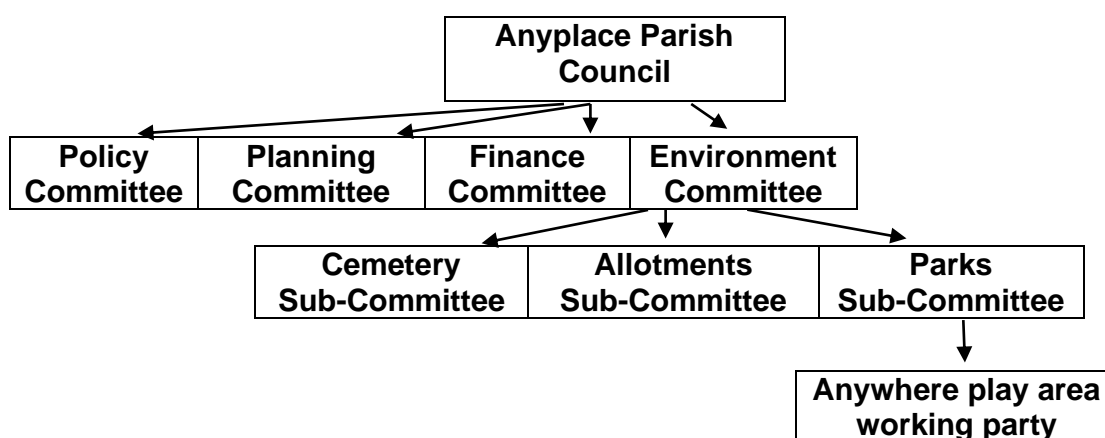 Anyplace Parish
Council
Policy
Committee
Planning
Committee
Finance
Committee
Environment
Committee
Cemetery
Sub-Committee
Allotments
Sub-Committee
Parks
Sub-Committee
Anywhere play area
working party